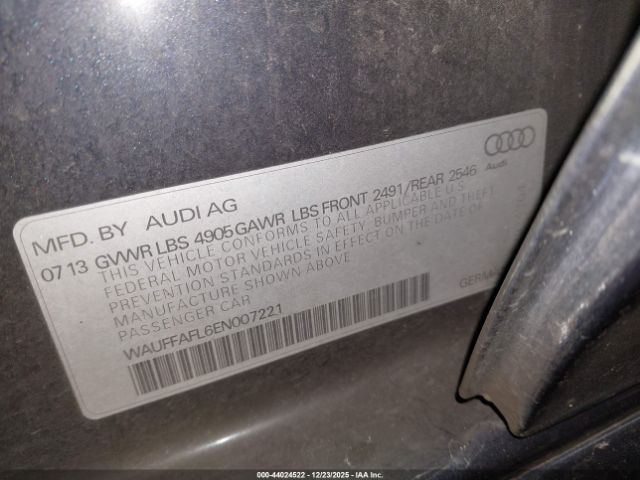 MFD. BY AUDI AG
Audi
07 13 GVWR LBS 4905 GAWR LBS FRONT 2491/REAR 2546
THIS VEHICLE CONFORMS TO ALL APPLICABLE U.S.
FEDERAL MOTOR VEHICLE SAFETY, BUMPER AND THEFT
PREVENTION STANDARDS IN EFFECT ON THE DATE OF
MANUFACTURE SHOWN ABOVE
PASSENGER CAR
WAUFFAFL6EN007221
000-44024522 - 12/23/2025 - IAA Inc.